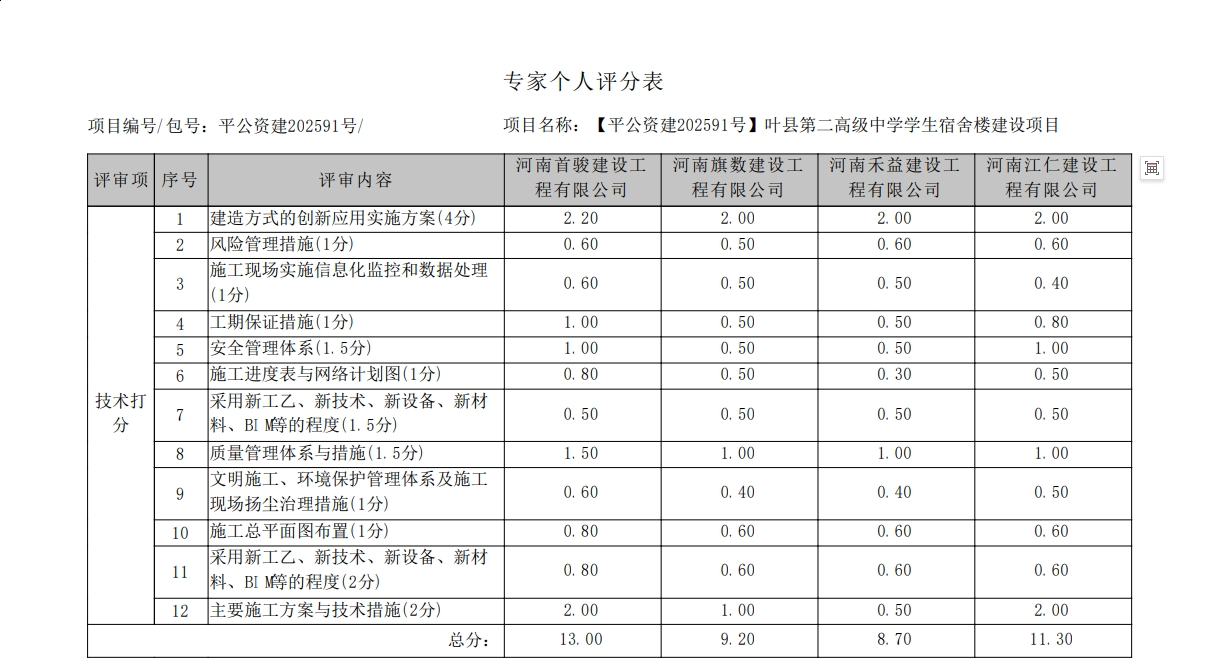 专家个人评分表
项目编号/包号：平公资建202591号/
项目名称：【平公资建202591号】叶县第二高级中学学生宿舍楼建设项目
评审项 序号 评审内容 河南首骏建设工程有限公司 河南旗数建设工程有限公司 河南禾益建设工程有限公司 河南江仁建设工程有限公司
技术打分
1 建造方式的创新应用实施方案(4分) 2.20 2.00 2.00 2.00
2 风险管理措施(1分) 0.60 0.50 0.60 0.60
3 施工现场实施信息化监控和数据处理
(1分) 0.60 0.50 0.50 0.40
4 工期保证措施(1分) 1.00 0.50 0.50 0.80
5 安全管理体系(1.5分) 1.00 0.50 0.50 1.00
6 施工进度表与网络计划图(1分) 0.80 0.50 0.30 0.50
7 采用新工乙、新技术、新设备、新材
料、BIM等的程度(1.5分) 0.50 0.50 0.50 0.50
8 质量管理体系与措施(1.5分) 1.50 1.00 1.00 1.00
9 文明施工、环境保护管理体系及施工
现场扬尘治理措施(1分) 0.60 0.40 0.40 0.50
10 施工总平面图布置(1分) 0.80 0.60 0.60 0.60
11 采用新工乙、新技术、新设备、新材
料、BIM等的程度(2分) 0.80 0.60 0.60 0.60
12 主要施工方案与技术措施(2分) 2.00 1.00 0.50 2.00
总分： 13.00 9.20 8.70 11.30